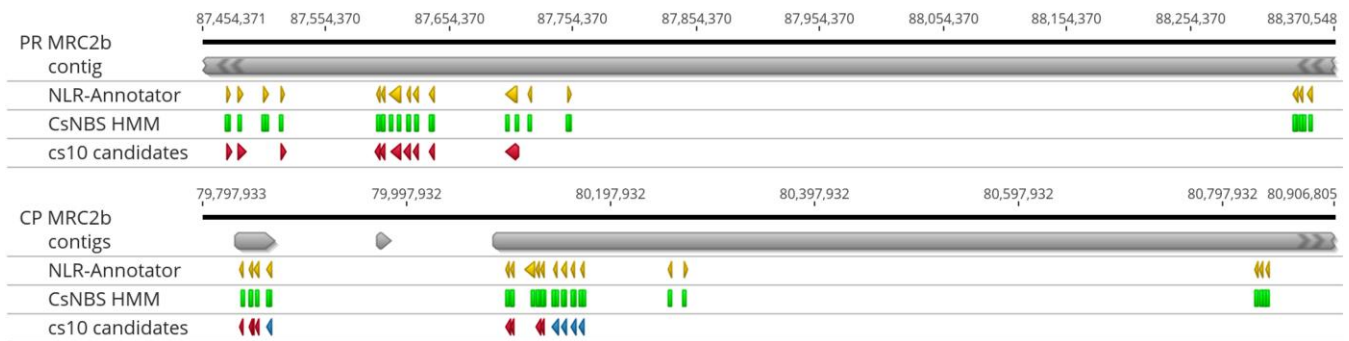 87,454,371 87,554,370 87,654,370 87,754,370 87,854,370 87,954,370 88,054,370 88,154,370 88,254,370 88,370,548
PR MRC2b
contig
NLR-Annotator
CsNBS HMM
cs10 candidates
79,797,933 79,997,932 80,197,932 80,397,932 80,597,932 80,797,932 80,906,805
CP MRC2b
contigs
NLR-Annotator
CsNBS HMM
cs10 candidates